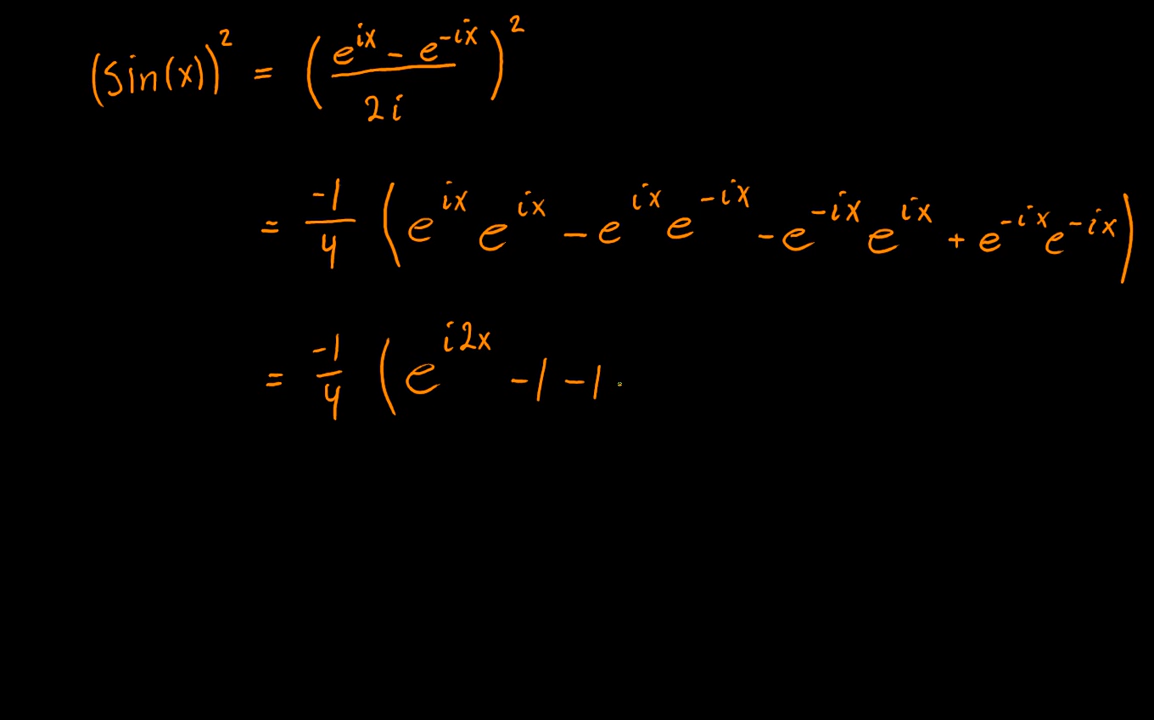 (Sin(x))² = ((e^{ix} - e^{-ix})/(2i))²
= -1/4 (e^{ix} e^{ix} - e^{ix} e^{-ix} - e^{-ix} e^{ix} + e^{-ix} e^{-ix})
= -1/4 (e^{i2x} -1 -1